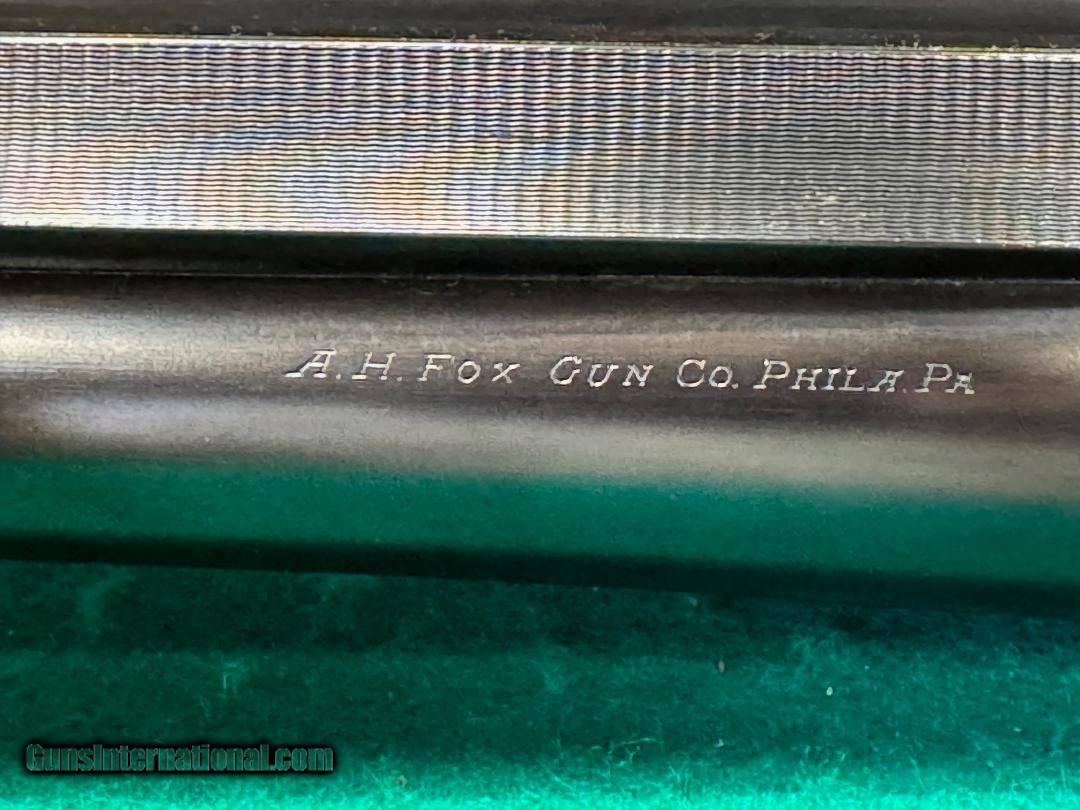 A. H. FOX GUN CO. PHILA. PA
GunsInternational.com